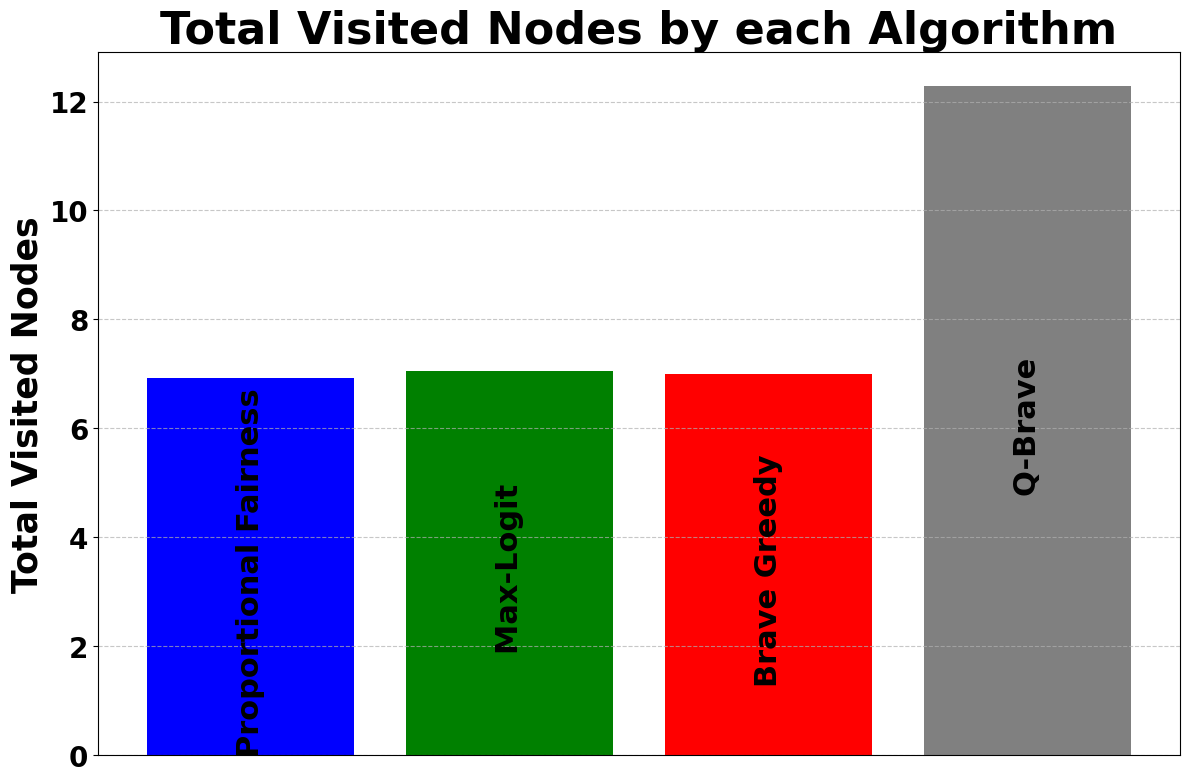 Total Visited Nodes by each Algorithm
Total Visited Nodes
12
10
8
6
4
2
0
Proportional Fairness
Max-Logit
Brave Greedy
Q-Brave